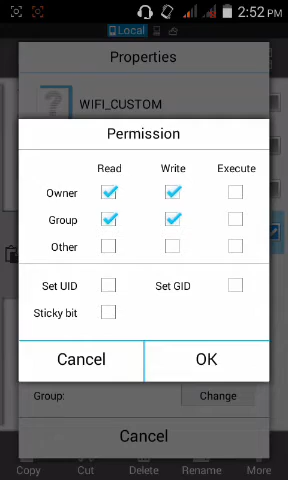 2:52 PM
Local
Properties
WIFI_CUSTOM
Permission
Read Write Execute
Owner
Group
Other
Set UID Set GID
Sticky bit
Cancel OK
Group: Change
Cancel
Copy Cut Delete Rename More